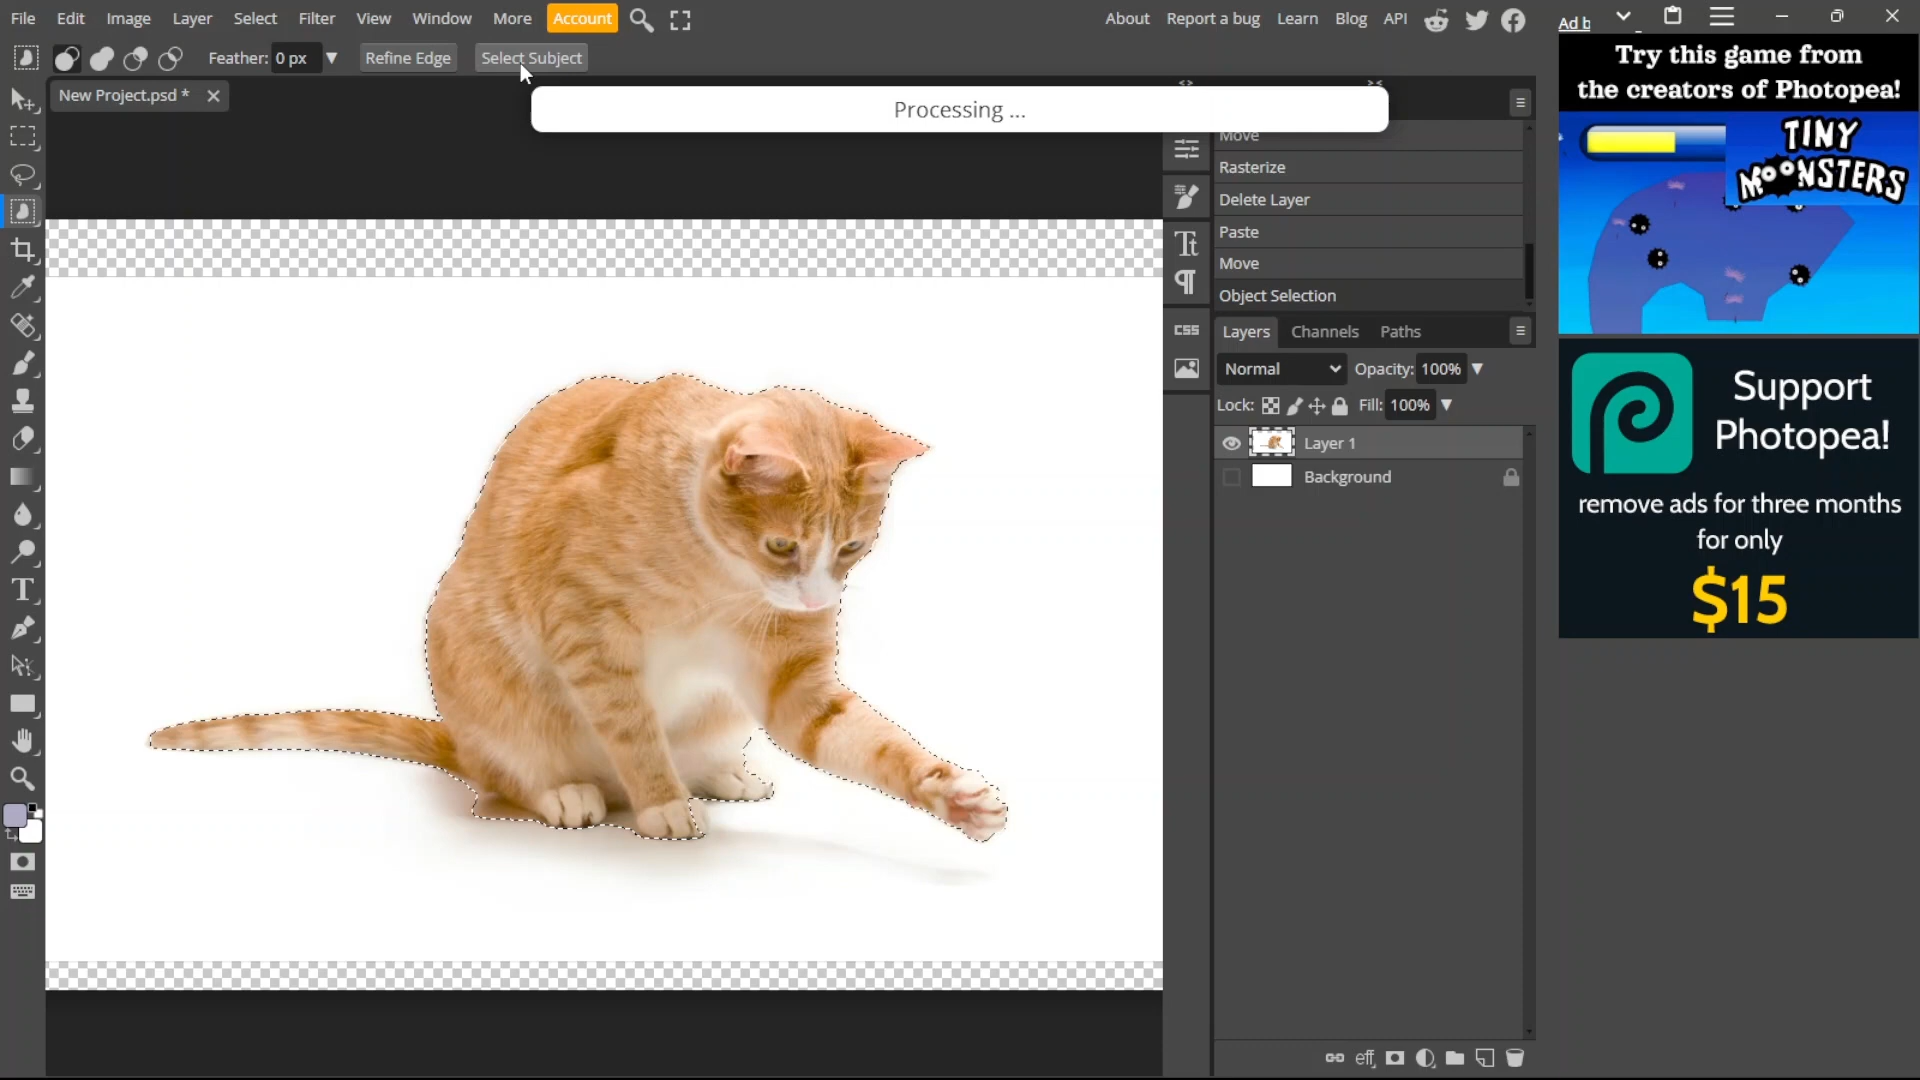 File Edit Image Layer Select Filter View Window More Account About Report a bug Learn Blog API
Feather: 0 px Refine Edge Select Subject
New Project.psd *
Processing ...
Move
Rasterize
Delete Layer
Paste
Move
Object Selection
CSS
Layers Channels Paths
Normal Opacity: 100%
Lock: Fill: 100%
Layer 1
Background
eff
Ad b
Try this game from
the creators of Photopea!
TINY
MOONSTERS
Support
Photopea!
remove ads for three months
for only
$15